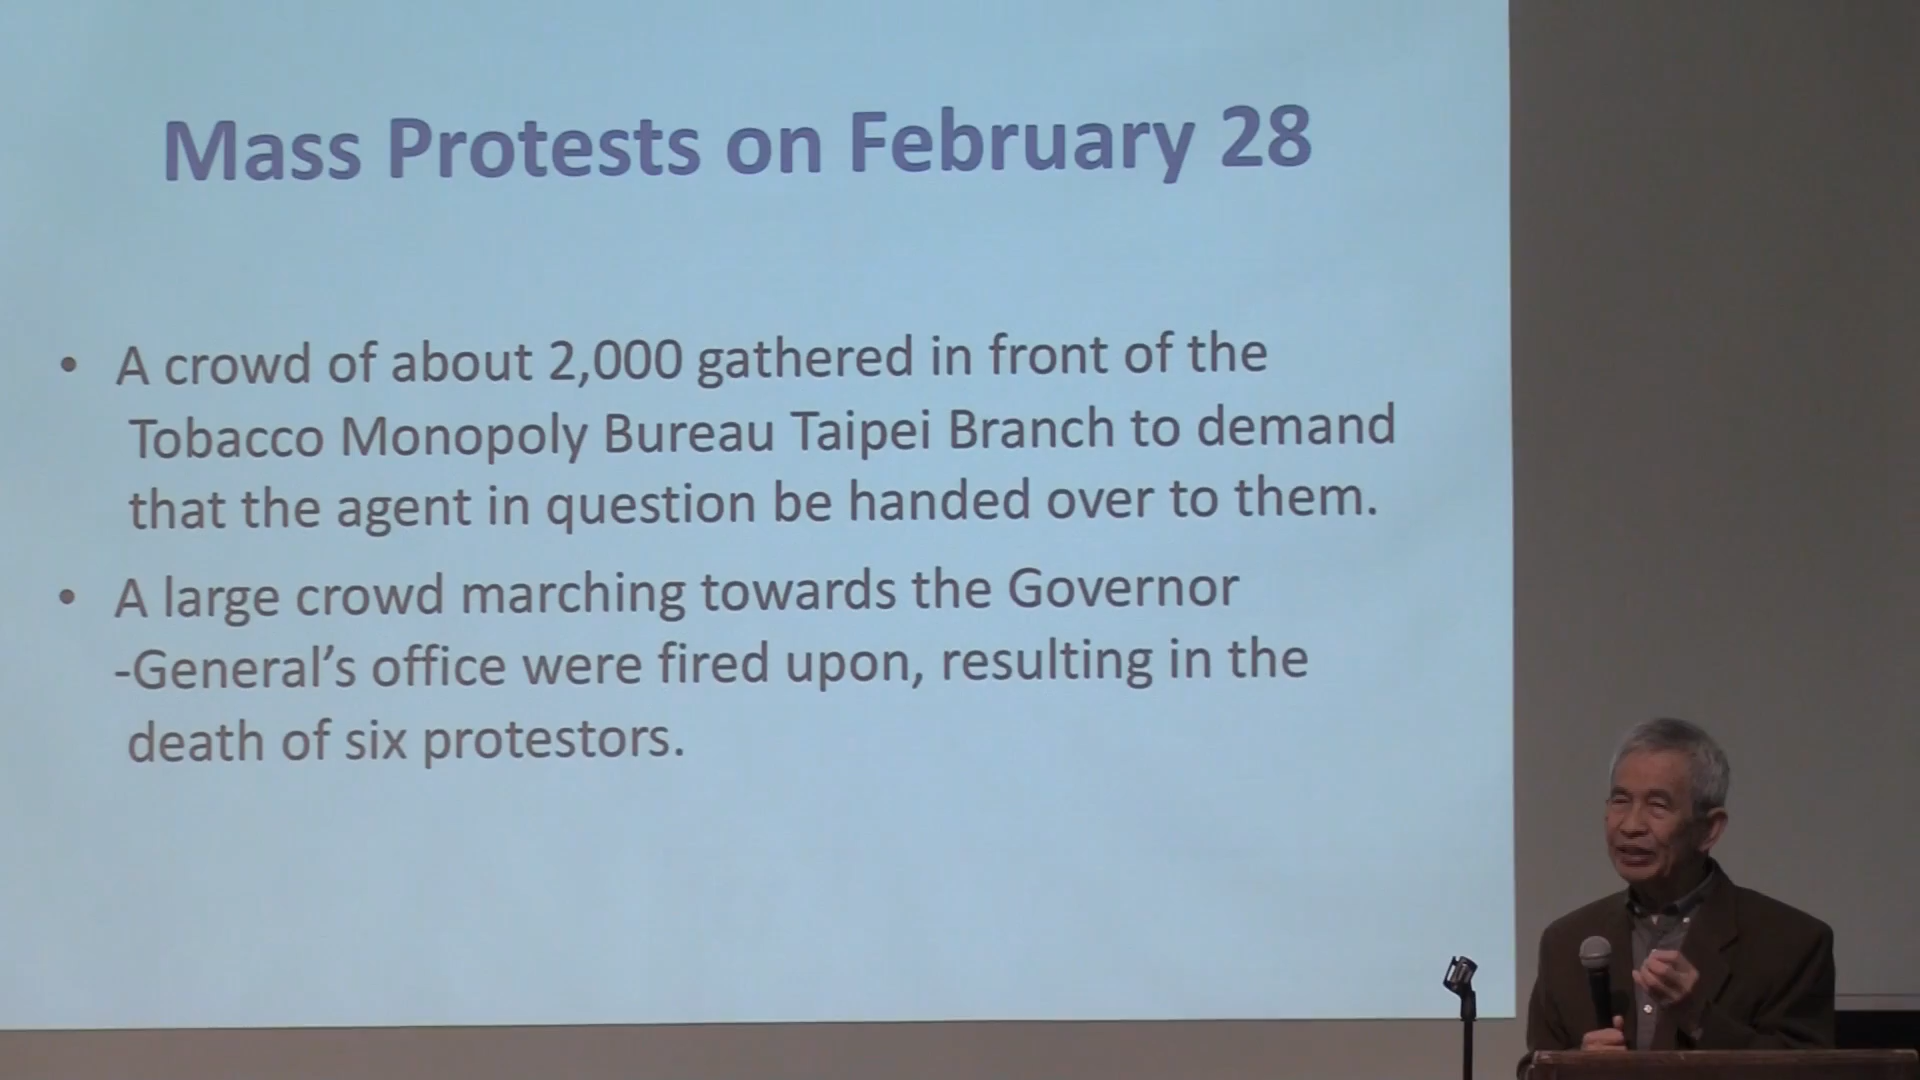 Mass Protests on February 28
• A crowd of about 2,000 gathered in front of the
Tobacco Monopoly Bureau Taipei Branch to demand
that the agent in question be handed over to them.
• A large crowd marching towards the Governor
-General’s office were fired upon, resulting in the
death of six protestors.